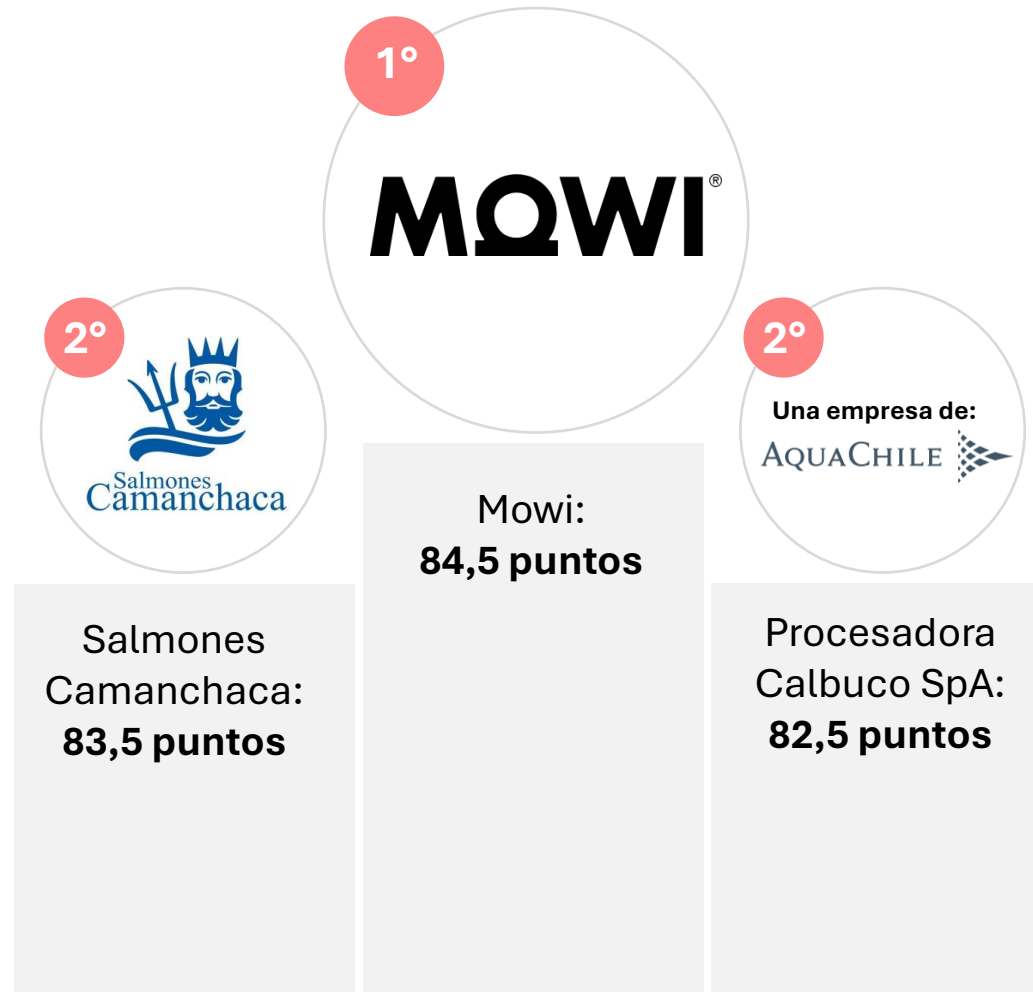 1°
MOWI®
2°
Salmones
Camanchaca
2°
Una empresa de:
AQUACHILE
Mowi:
84,5 puntos
Salmones
Camanchaca:
83,5 puntos
Procesadora
Calbuco SpA:
82,5 puntos